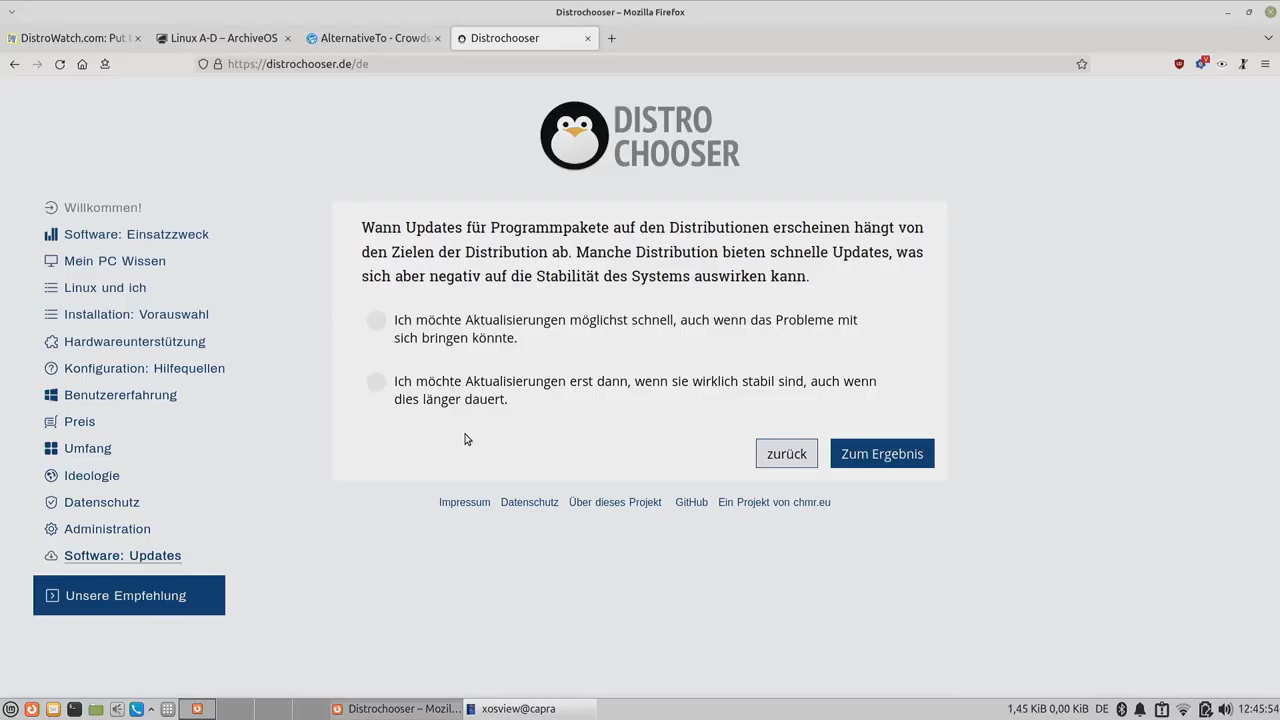 Distrochooser – Mozilla Firefox
DistroWatch.com: Put t
Linux A-D – ArchiveOS
AlternativeTo - Crowds
Distrochooser
https://distrochooser.de/de
DISTRO
CHOOSER
Willkommen!
Software: Einsatzzweck
Mein PC Wissen
Linux und ich
Installation: Vorauswahl
Hardwareunterstützung
Konfiguration: Hilfequellen
Benutzererfahrung
Preis
Umfang
Ideologie
Datenschutz
Administration
Software: Updates
Unsere Empfehlung
Wann Updates für Programmpakete auf den Distributionen erscheinen hängt von
den Zielen der Distribution ab. Manche Distribution bieten schnelle Updates, was
sich aber negativ auf die Stabilität des Systems auswirken kann.
Ich möchte Aktualisierungen möglichst schnell, auch wenn das Probleme mit
sich bringen könnte.
Ich möchte Aktualisierungen erst dann, wenn sie wirklich stabil sind, auch wenn
dies länger dauert.
zurück
Zum Ergebnis
Impressum Datenschutz Über dieses Projekt GitHub Ein Projekt von chmr.eu
Distrochooser – Mozil...
xosview@capra
1,45 KiB 0,00 KiB DE
12:45:54